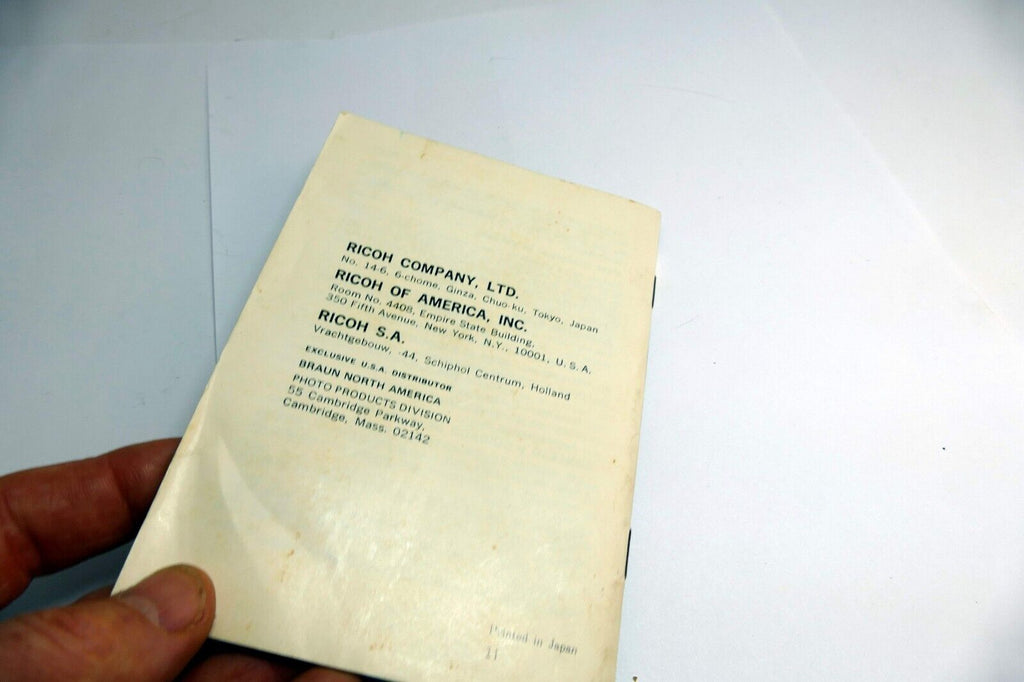 RICOH COMPANY, LTD.
No. 14-6, 6-chome, Ginza, Chuo-ku, Tokyo, Japan
RICOH OF AMERICA, INC.
Room No. 4408, Empire State Building,
350 Fifth Avenue, New York, N.Y., 10001, U.S.A.
RICOH S.A.
Vrachtgebouw, -44, Schiphol Centrum, Holland
EXCLUSIVE U.S.A. DISTRIBUTOR
BRAUN NORTH AMERICA
PHOTO PRODUCTS DIVISION
55 Cambridge Parkway,
Cambridge, Mass. 02142
Printed in Japan